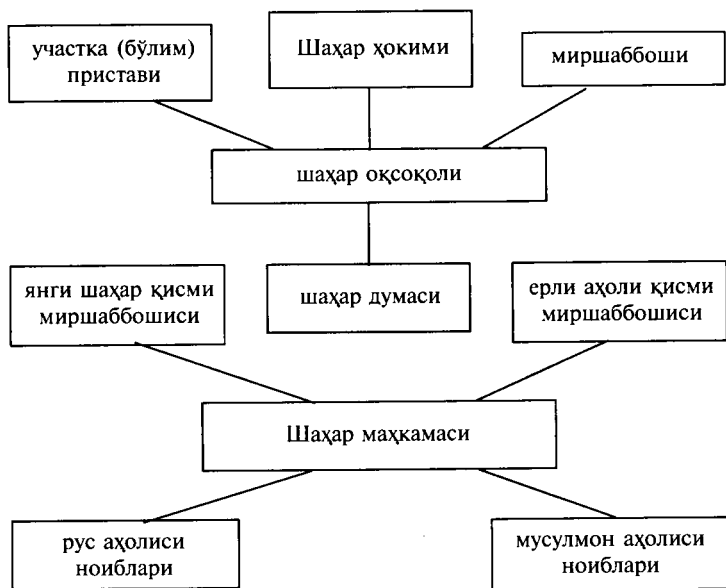 участка (бўлим)
пристави
Шаҳар ҳокими
миршаббоши
шаҳар оқсоқоли
янги шаҳар қисми
миршаббошиси
шаҳар думаси
ерли аҳоли қисми
миршаббошиси
Шаҳар маҳкамаси
рус аҳолиси
ноиблари
мусулмон аҳолиси
ноиблари